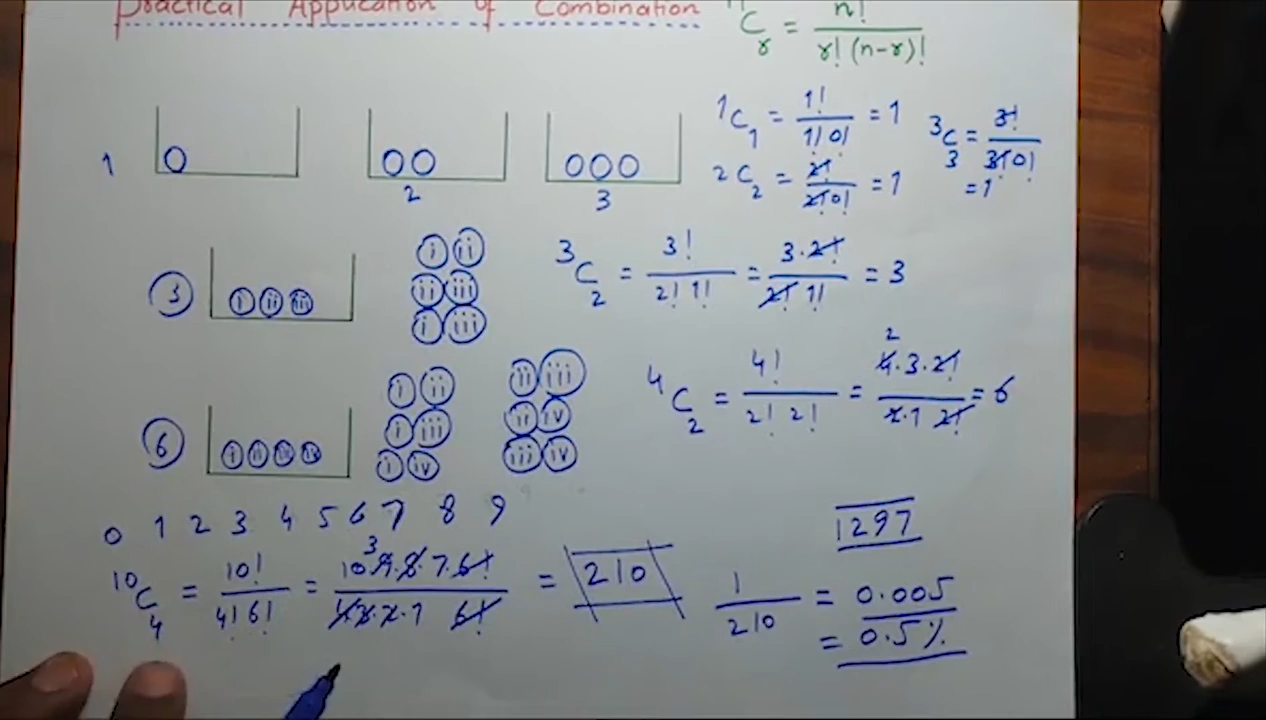 Practical Application of Combination
ⁿCᵣ = n! / r! (n-r)!
1
2
3
¹C₁ = 1! / 1! 0! = 1
³C₃ = 3! / 3! 0! = 1
²C₂ = 2! / 2! 0! = 1
3
i ii iii
i ii
ii iii
i iii
³C₂ = 3! / 2! 1! = 3·2! / 2! 1! = 3
6
i ii iii iv
i ii
i iii
i iv
ii iii
ii iv
iii iv
⁴C₂ = 4! / 2! 2! = 4·3·2! / 2·1 2! = 6
2
0 1 2 3 4 5 6 7 8 9
1297
3
¹⁰C₄ = 10! / 4! 6! = 10·9·8·7·6! / 4·3·2·1 6! = 210
1 / 210 = 0.005
= 0.5%